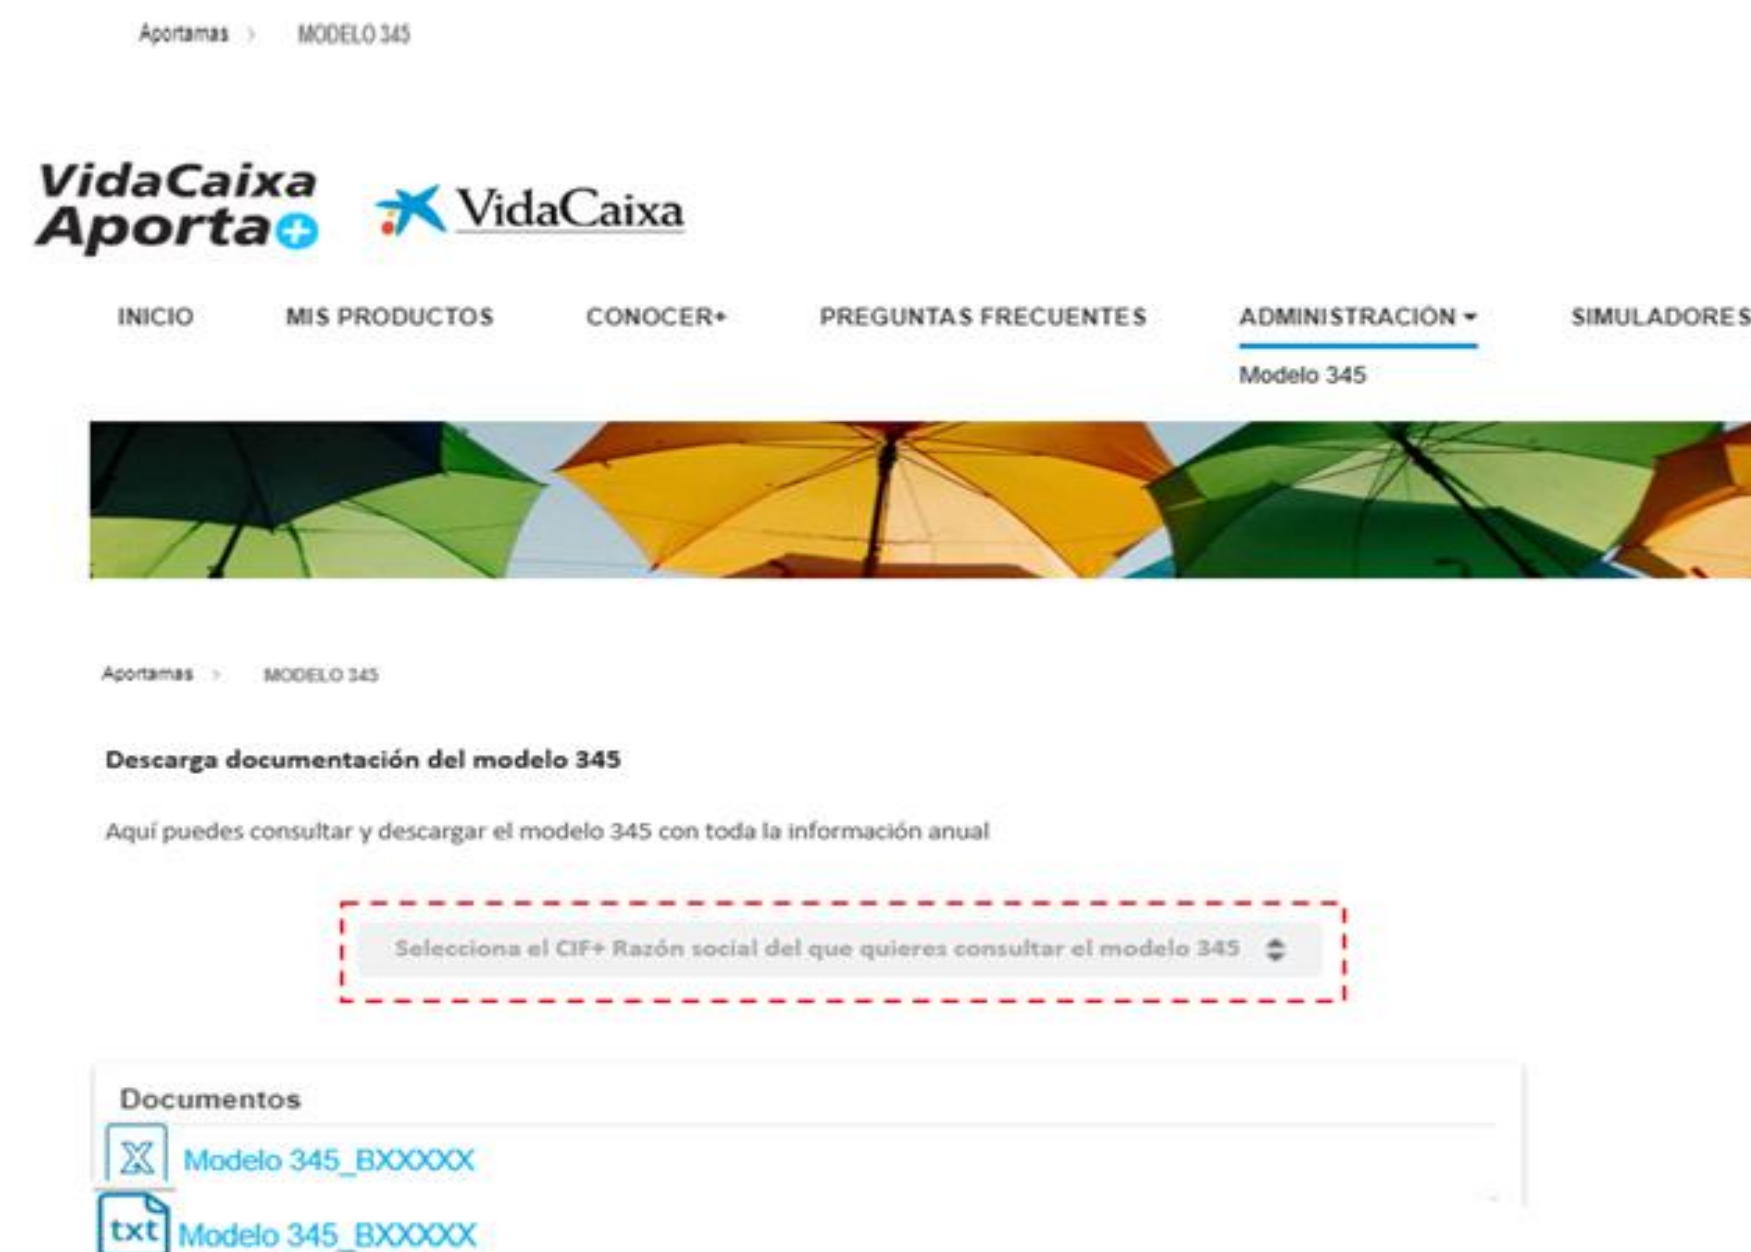 Aportamas > MODELO 345
VidaCaixa
Aporta+
VidaCaixa
INICIO MIS PRODUCTOS CONOCER+ PREGUNTAS FRECUENTES ADMINISTRACIÓN SIMULADORES
Modelo 345
Aportamas > MODELO 345
Descarga documentación del modelo 345
Aquí puedes consultar y descargar el modelo 345 con toda la información anual
Selecciona el CIF+ Razón social del que quieres consultar el modelo 345
Documentos
X Modelo 345_BXXXXX
txt Modelo 345_BXXXXX